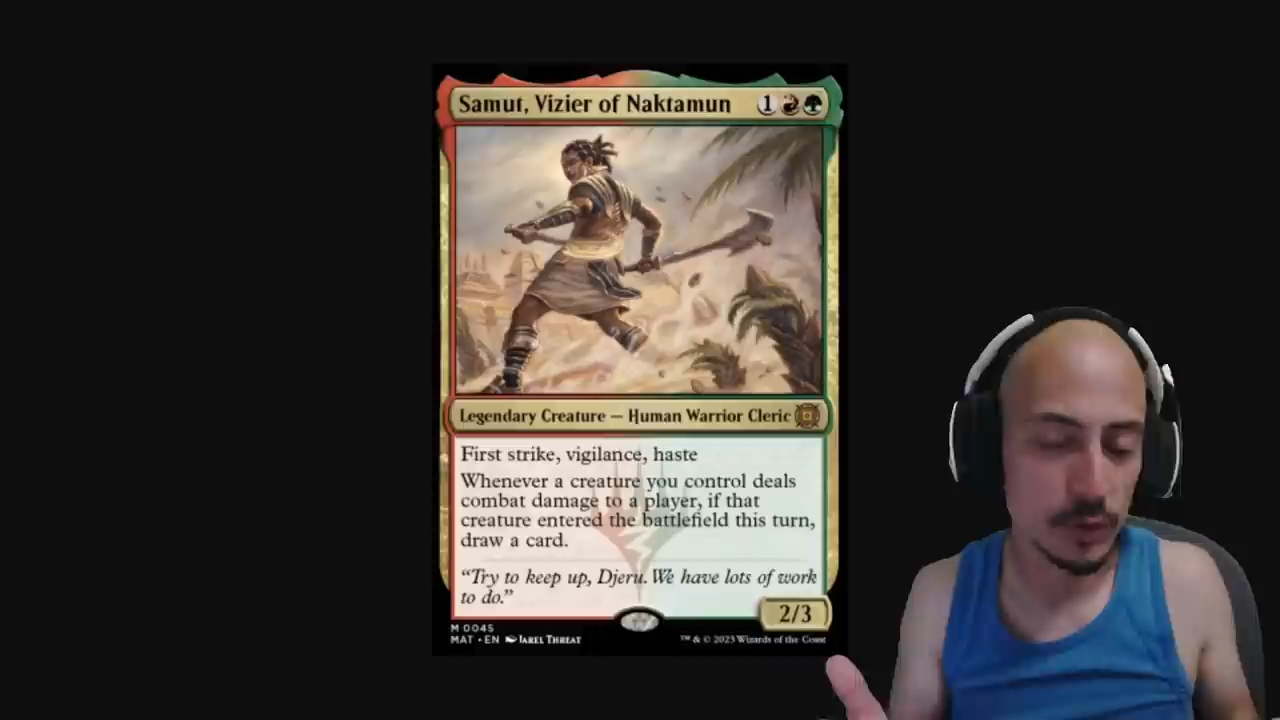 Samut, Vizier of Naktamun 1
Legendary Creature — Human Warrior Cleric
First strike, vigilance, haste
Whenever a creature you control deals
combat damage to a player, if that
creature entered the battlefield this turn,
draw a card.
“Try to keep up, Djeru. We have lots of work
to do.”
2/3
M 0045
MAT • EN JAREL THREAT
™ & © 2023 Wizards of the Coast